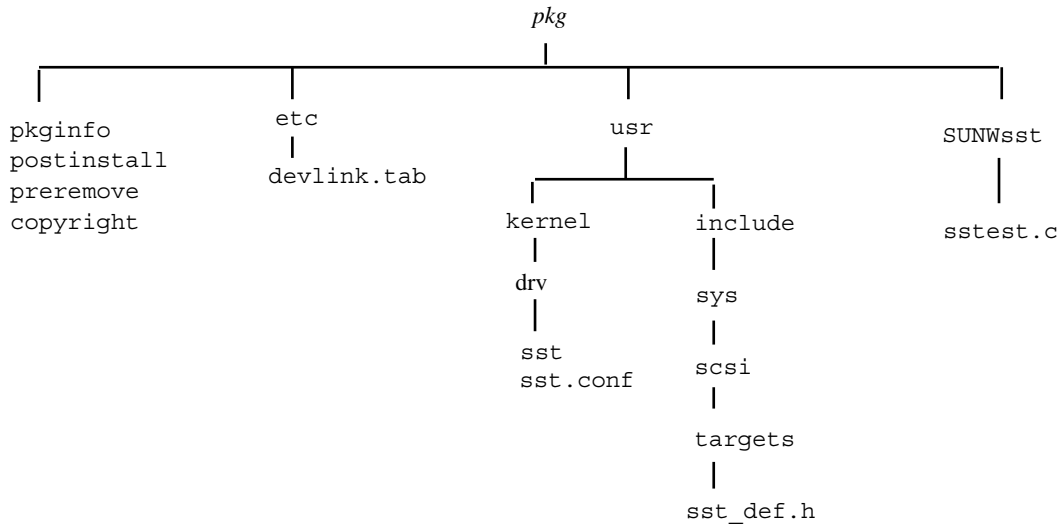 pkg
pkginfo
postinstall
preremove
copyright
etc
devlink.tab
usr
kernel
drv
sst
sst.conf
include
sys
scsi
targets
sst_def.h
SUNWsst
sstest.c